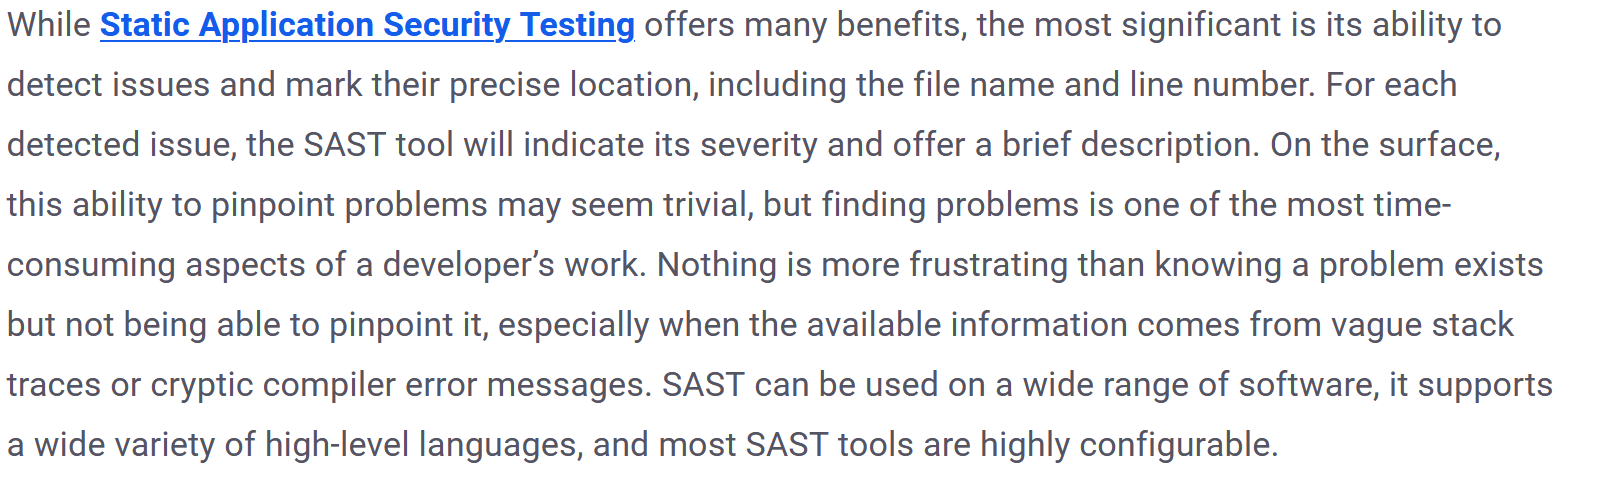 While Static Application Security Testing offers many benefits, the most significant is its ability to
detect issues and mark their precise location, including the file name and line number. For each
detected issue, the SAST tool will indicate its severity and offer a brief description. On the surface,
this ability to pinpoint problems may seem trivial, but finding problems is one of the most time-
consuming aspects of a developer’s work. Nothing is more frustrating than knowing a problem exists
but not being able to pinpoint it, especially when the available information comes from vague stack
traces or cryptic compiler error messages. SAST can be used on a wide range of software, it supports
a wide variety of high-level languages, and most SAST tools are highly configurable.